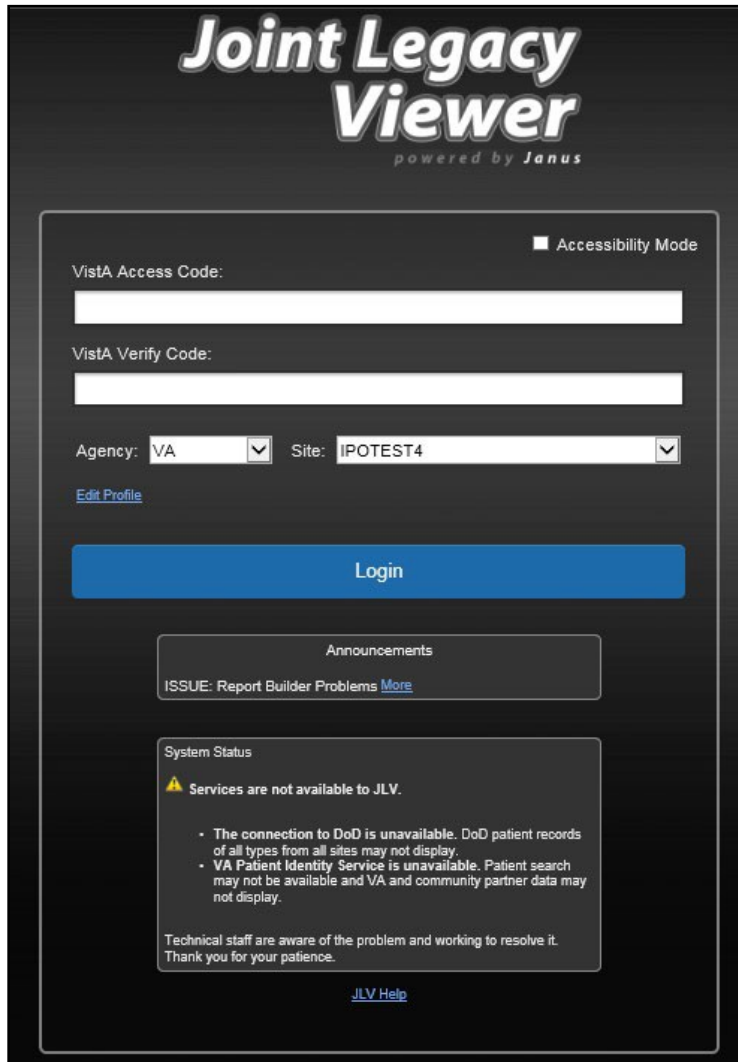 Joint Legacy
Viewer
powered by Janus
Accessibility Mode
VistA Access Code:
VistA Verify Code:
Agency: VA Site: IPOTEST4
Edit Profile
Login
Announcements
ISSUE: Report Builder Problems More
System Status
Services are not available to JLV.
• The connection to DoD is unavailable. DoD patient records
of all types from all sites may not display.
• VA Patient Identity Service is unavailable. Patient search
may not be available and VA and community partner data may
not display.
Technical staff are aware of the problem and working to resolve it.
Thank you for your patience.
JLV Help